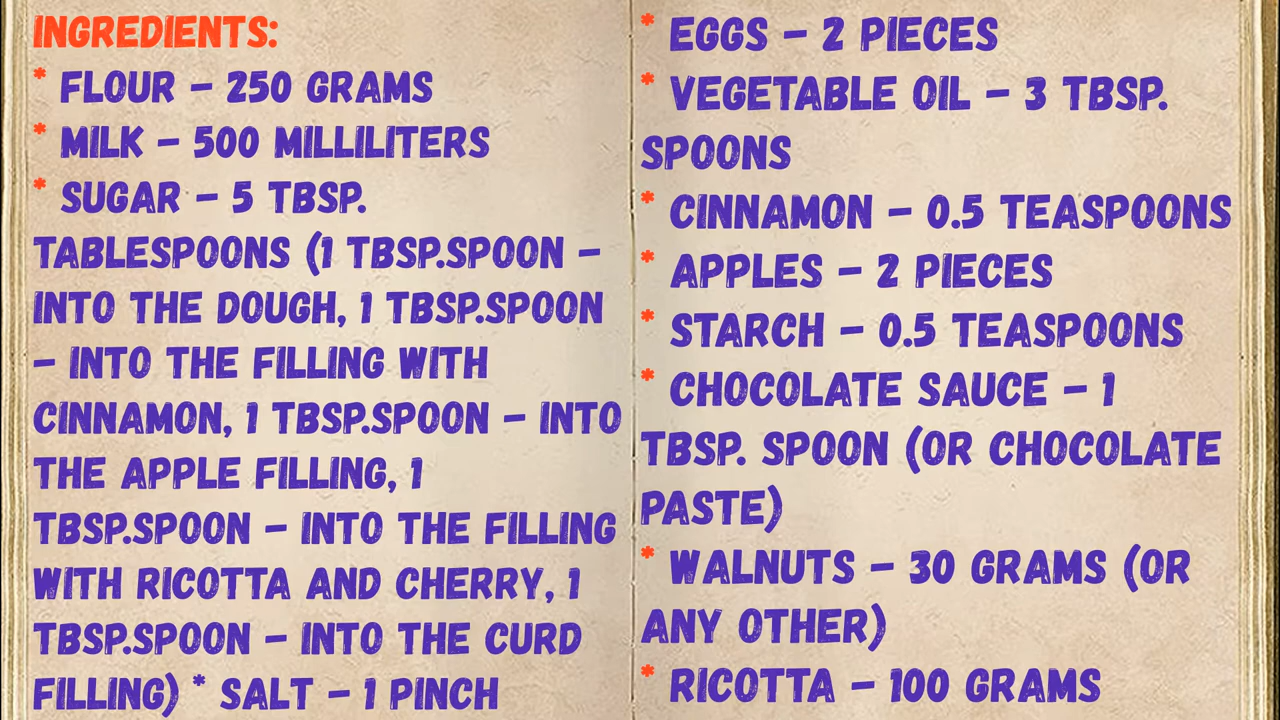 INGREDIENTS:
* FLOUR – 250 GRAMS
* MILK – 500 MILLILITERS
* SUGAR – 5 TBSP.
TABLESPOONS (1 TBSP.SPOON –
INTO THE DOUGH, 1 TBSP.SPOON
– INTO THE FILLING WITH
CINNAMON, 1 TBSP.SPOON – INTO
THE APPLE FILLING, 1
TBSP.SPOON – INTO THE FILLING
WITH RICOTTA AND CHERRY, 1
TBSP.SPOON – INTO THE CURD
FILLING) * SALT – 1 PINCH
* EGGS – 2 PIECES
* VEGETABLE OIL – 3 TBSP.
SPOONS
* CINNAMON – 0.5 TEASPOONS
* APPLES – 2 PIECES
* STARCH – 0.5 TEASPOONS
* CHOCOLATE SAUCE – 1
TBSP. SPOON (OR CHOCOLATE
PASTE)
* WALNUTS – 30 GRAMS (OR
ANY OTHER)
* RICOTTA – 100 GRAMS